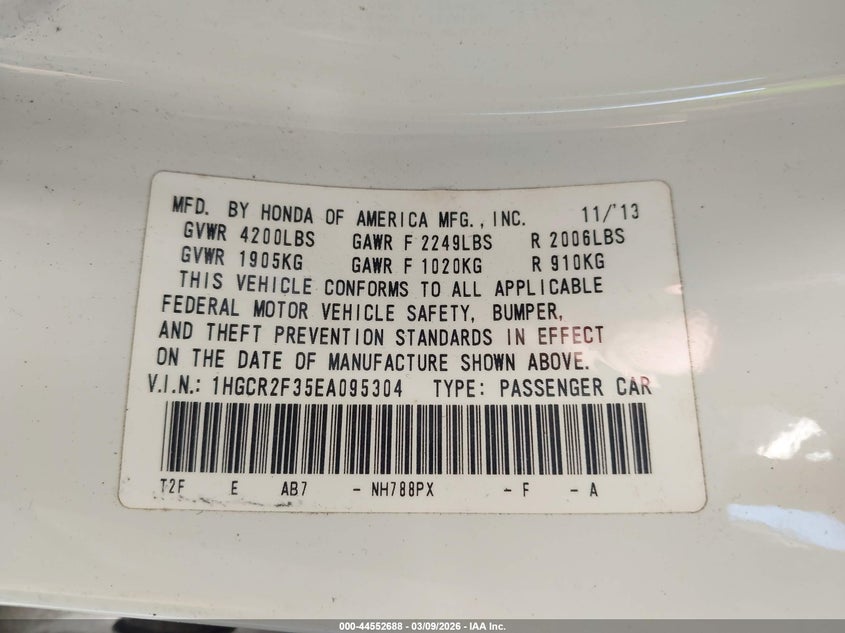 MFD. BY HONDA OF AMERICA MFG., INC. 11/'13
GVWR 4200LBS GAWR F 2249LBS R 2006LBS
GVWR 1905KG GAWR F 1020KG R 910KG
THIS VEHICLE CONFORMS TO ALL APPLICABLE
FEDERAL MOTOR VEHICLE SAFETY, BUMPER,
AND THEFT PREVENTION STANDARDS IN EFFECT
ON THE DATE OF MANUFACTURE SHOWN ABOVE.
V.I.N.: 1HGCR2F35EA095304 TYPE: PASSENGER CAR
T2F E AB7 - NH788PX - F - A
000-44552688 - 03/09/2026 - IAA Inc.